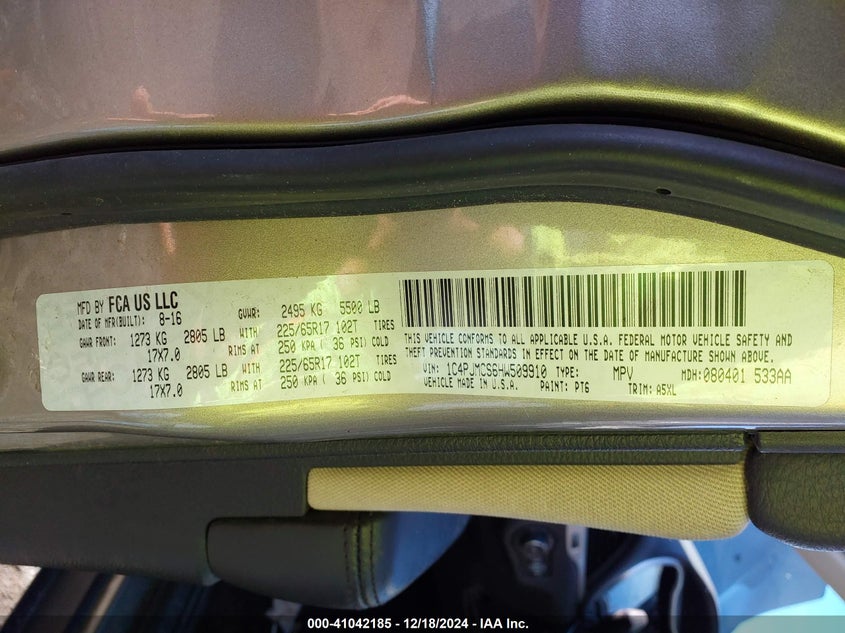 MFD BY FCA US LLC
DATE OF MFR(BUILT): 8-16 GVWR: 2495 KG 5500 LB
GAWR FRONT: 1273 KG 2805 LB WITH 225/65R17 102T TIRES
17X7.0 RIMS AT 250 KPA ( 36 PSI) COLD
GAWR REAR: 1273 KG 2805 LB WITH 225/65R17 102T TIRES
17X7.0 RIMS AT 250 KPA ( 36 PSI) COLD
THIS VEHICLE CONFORMS TO ALL APPLICABLE U.S.A. FEDERAL MOTOR VEHICLE SAFETY AND
THEFT PREVENTION STANDARDS IN EFFECT ON THE DATE OF MANUFACTURE SHOWN ABOVE.
VIN: 1C4PJMCS6HW509910 TYPE: MPV MDH: 080401 533AA
VEHICLE MADE IN U.S.A. PAINT: PT6 TRIM: A5XL
000-41042185 - 12/18/2024 - IAA Inc.